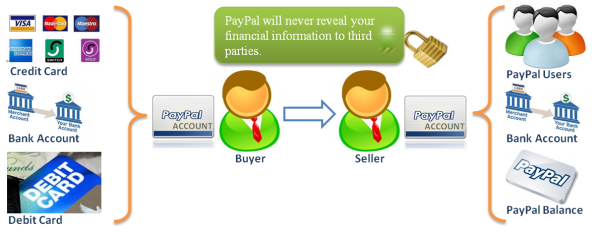 VISA
MasterCard
Maestro
AMERICAN EXPRESS
SWITCH
SOLO
Credit Card
Merchant Account
Your Bank Account
Bank Account
DEBIT CARD
Debit Card
PayPal
ACCOUNT
Buyer
PayPal will never reveal your
financial information to third
parties.
Seller
PayPal
ACCOUNT
PayPal Users
Merchant Account
Your Bank Account
Bank Account
PayPal
PayPal Balance